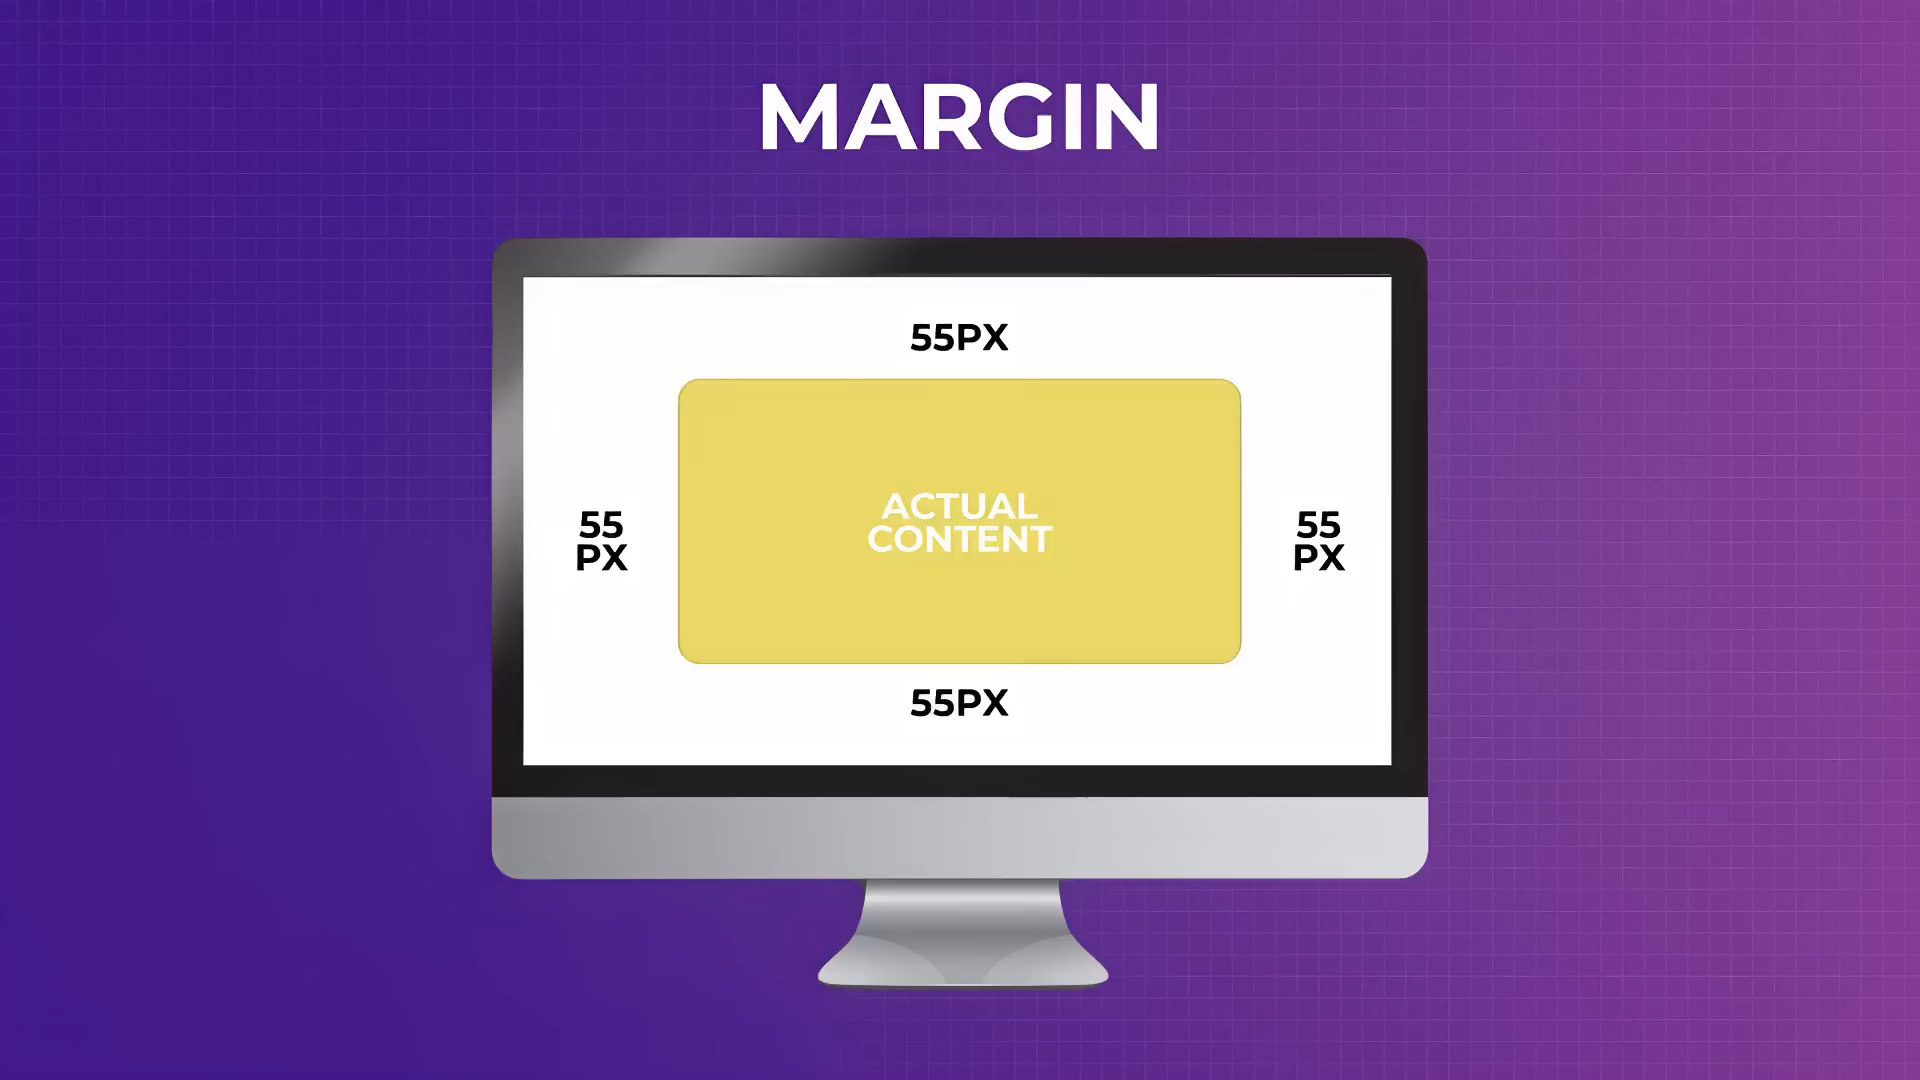 MARGIN
55PX
ACTUAL
CONTENT
55
PX
55
PX
55PX